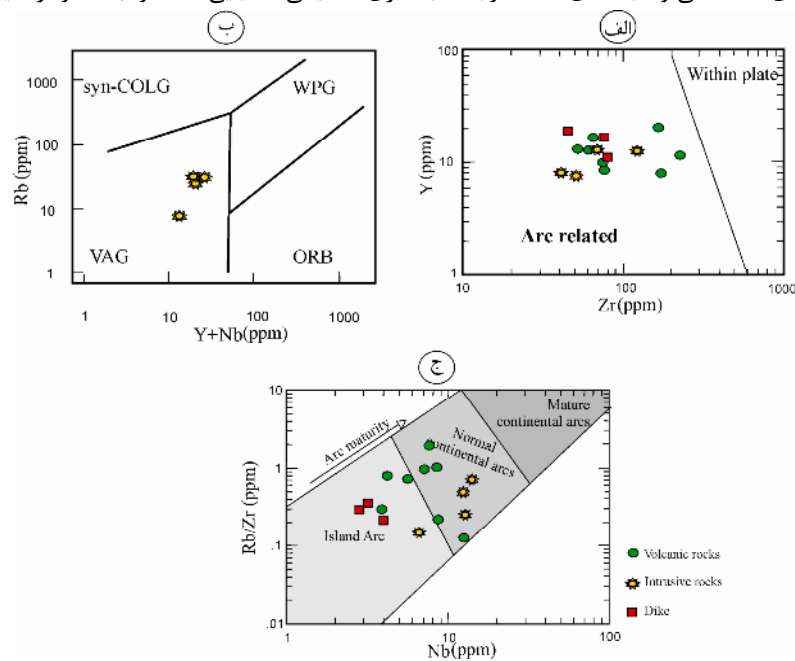 ب
syn-COLG
WPG
VAG
ORB
1000
100
10
1
Rb (ppm)
1
10
100
1000
Y+Nb(ppm)
الف
Within plate
Arc related
100
10
1
Y (ppm)
10
100
1000
Zr(ppm)
ج
Arc maturity
Mature
continental arcs
Normal
continental arcs
Island Arc
10
1
.1
.01
Rb/Zr (ppm)
1
10
100
Nb(ppm)
Volcanic rocks
Intrusive rocks
Dike